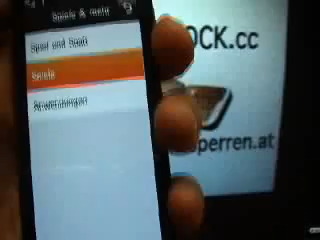 Spiele & mehr
Spiel und Spaß
Spiele
Anwendungen
OCK.cc
perren.at